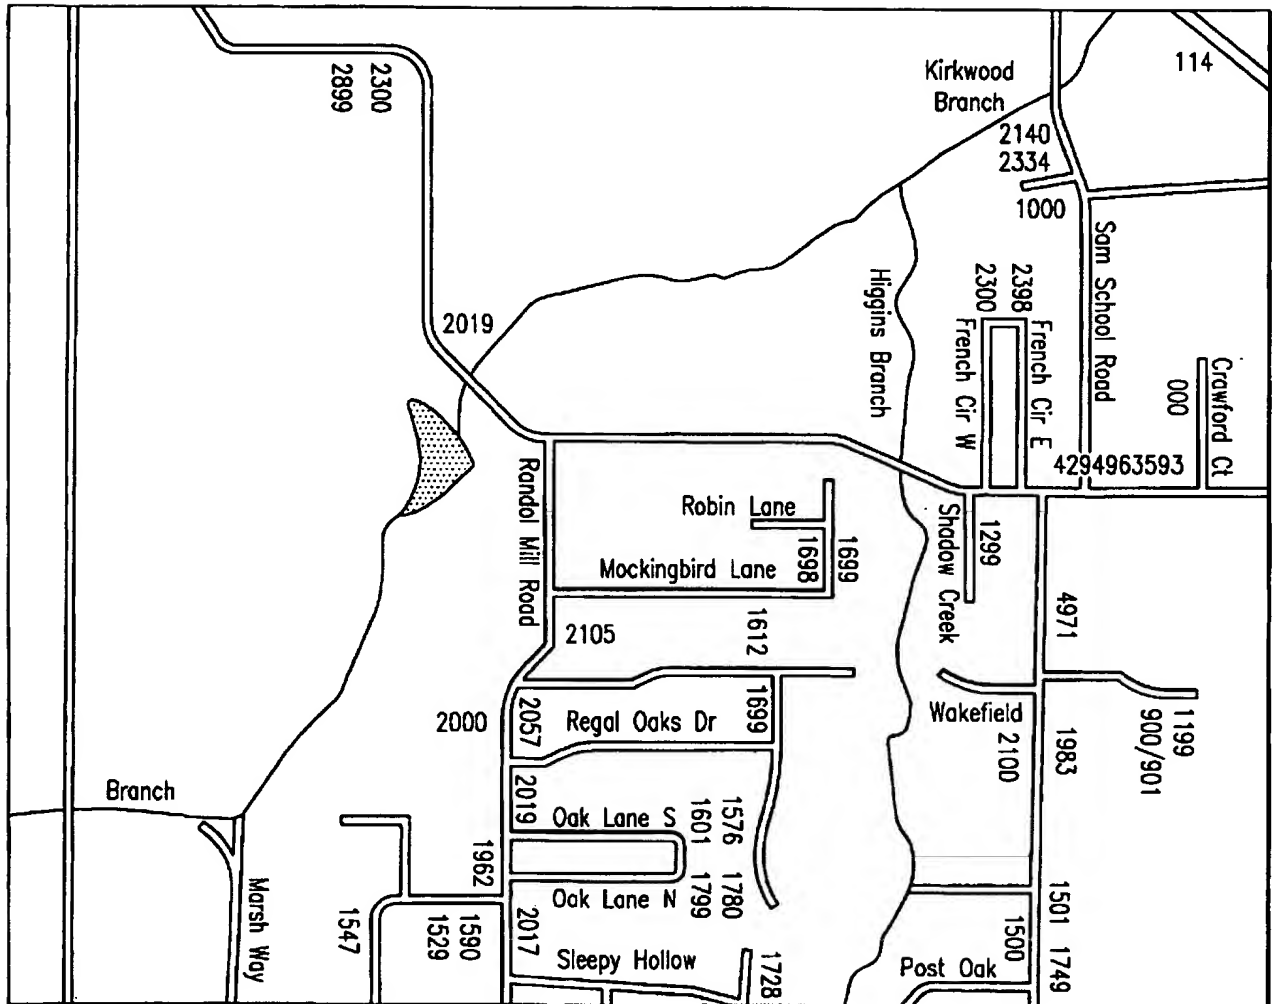 114
Kirkwood
Branch
2300
2899
2140
2334
1000
Sam School Road
Higgins Branch
2398
2300
French Cir E
French Cir W
2019
Crawford Ct
000
4294963593
Randol Mill Road
Robin Lane
1699
1698
Shadow Creek
1299
Mockingbird Lane
4971
1612
2105
1199
900/901
2000
2057
Regal Oaks Dr
1699
Wakefield
2100
1983
Branch
2019
Oak Lane S
1576
1601
1962
Oak Lane N
1780
1799
Marsh Way
1547
1590
1529
2017
1501
1749
1500
Sleepy Hollow
1728
Post Oak